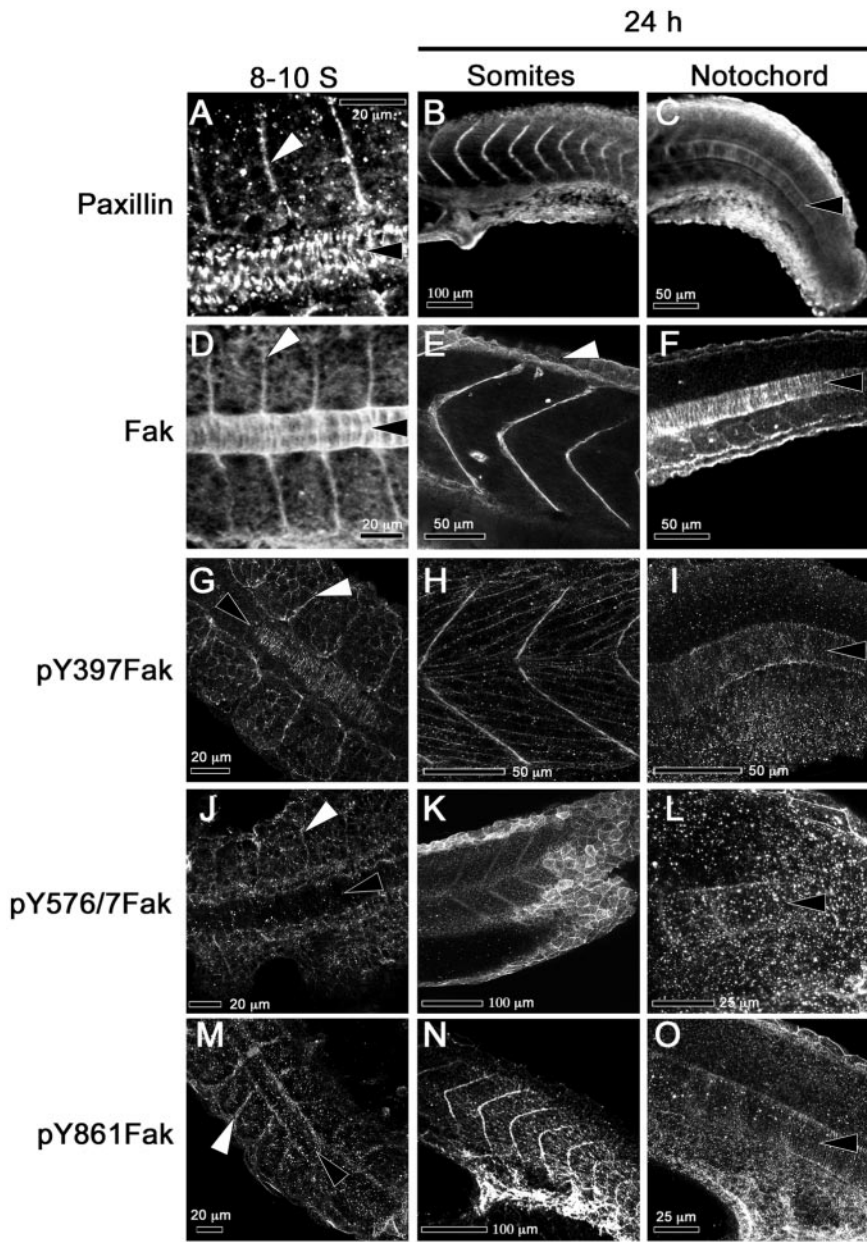 24 h
8-10 S Somites Notochord
A B C
20 μm
Paxillin
100 μm 50 μm
D E F
Fak
20 μm 50 μm 50 μm
G H I
pY397Fak
20 μm 50 μm 50 μm
J K L
pY576/7Fak
20 μm 100 μm 25 μm
M N O
pY861Fak
20 μm 100 μm 25 μm